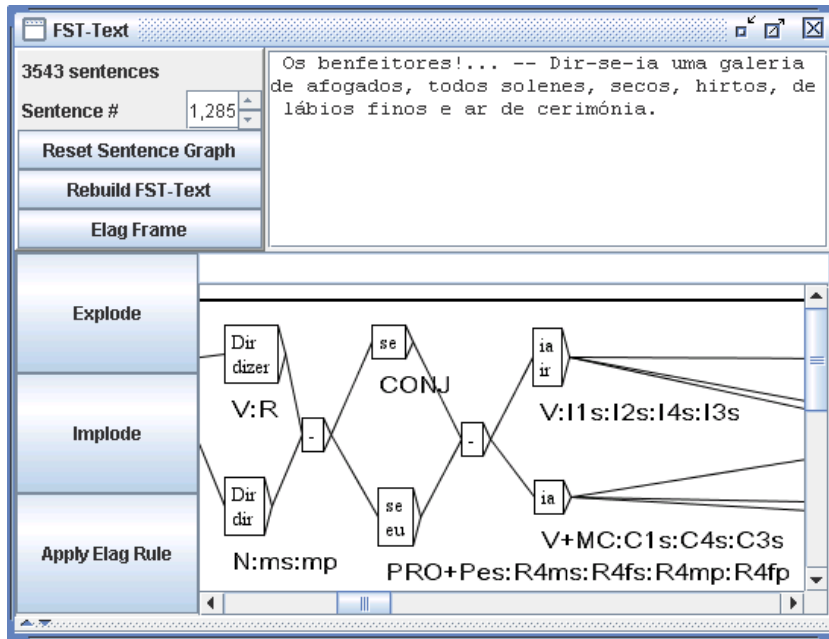 FST-Text
3543 sentences
Sentence # 1,285
Reset Sentence Graph
Rebuild FST-Text
Elag Frame
Os benfeitores!... -- Dir-se-ia uma galeria
de afogados, todos solenes, secos, hirtos, de
lábios finos e ar de cerimónia.
Explode
Implode
Apply Elag Rule
Dir
dizer
V:R
se
CONJ
ia
ir
V:I1s:I2s:I4s:I3s
-
-
Dir
dir
N:ms:mp
se
eu
PRO+Pes:R4ms:R4fs:R4mp:R4fp
ia
V+MC:C1s:C4s:C3s